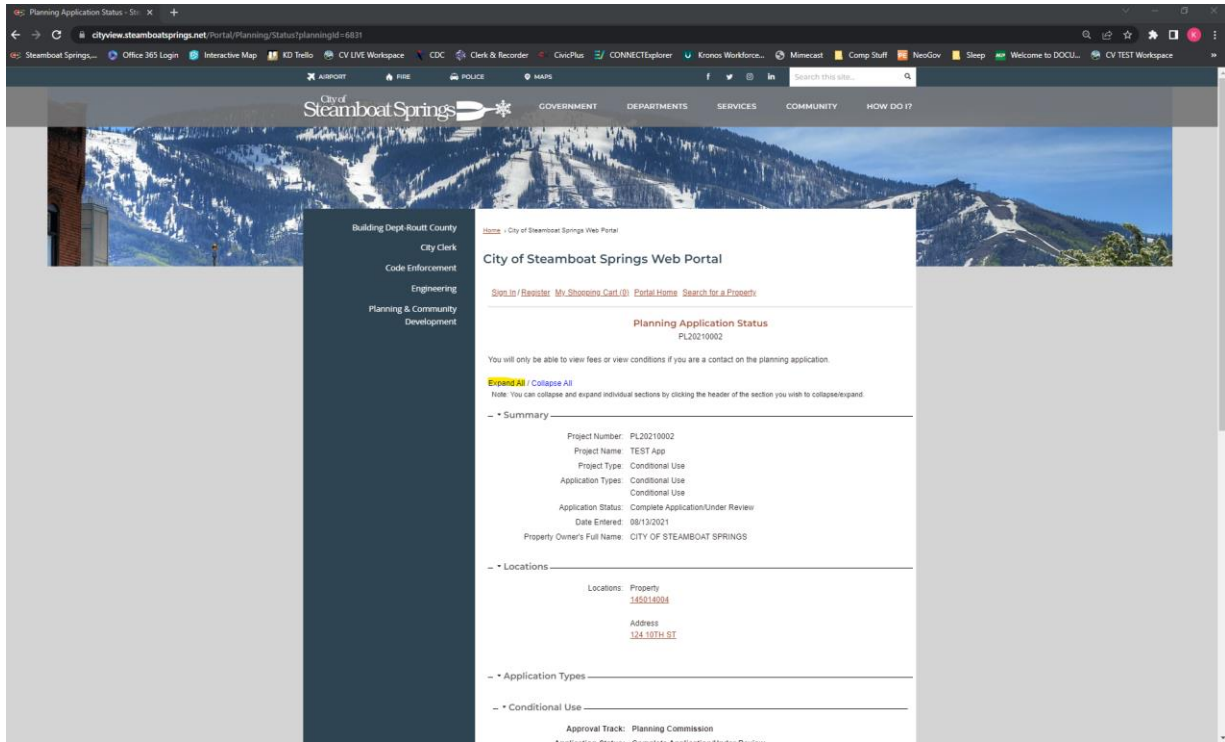 Planning Application Status - Ste
cityview.steamboatsprings.net/Portal/Planning/Status?planningId=6831
Steamboat Springs,... Office 365 Login Interactive Map KD Trello CV LIVE Workspace CDC Clerk & Recorder CivicPlus CONNECTExplorer Kronos Workforce... Mimecast Comp Stuff NeoGov Sleep Welcome to DOCU... CV TEST Workspace »
AIRPORT FIRE POLICE MAPS Search this site...
City of
Steamboat Springs GOVERNMENT DEPARTMENTS SERVICES COMMUNITY HOW DO I?
Building Dept-Routt County
City Clerk
Code Enforcement
Engineering
Planning & Community
Development
Home › City of Steamboat Springs Web Portal
City of Steamboat Springs Web Portal
Sign In / Register My Shopping Cart (0) Portal Home Search for a Property
Planning Application Status
PL20210002
You will only be able to view fees or view conditions if you are a contact on the planning application.
Expand All / Collapse All
Note: You can collapse and expand individual sections by clicking the header of the section you wish to collapse/expand.
Summary
Project Number: PL20210002
Project Name: TEST App
Project Type: Conditional Use
Application Types: Conditional Use
Conditional Use
Application Status: Complete Application/Under Review
Date Entered: 08/13/2021
Property Owner's Full Name: CITY OF STEAMBOAT SPRINGS
Locations
Locations: Property
145014004
Address
124 10TH ST
Application Types
Conditional Use
Approval Track: Planning Commission
Application Status: Complete Application/Under Review